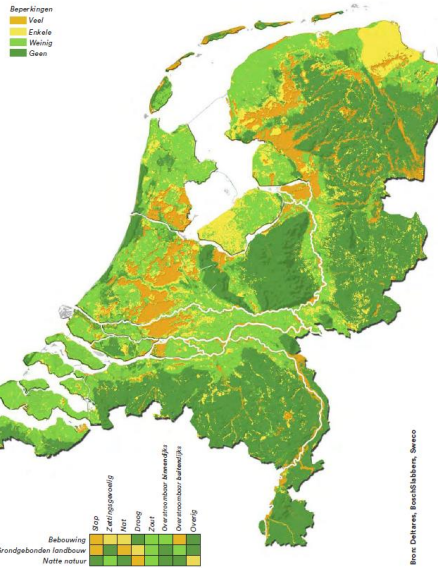 Beperkingen
Veel
Enkele
Weinig
Geen
Slap
Zettingsgevoelig
Nat
Droog
Zout
Overstroombaar binnendijks
Overstroombaar buitendijks
Overig
Bebouwing
Grondgebonden landbouw
Natte natuur
Bron: Deltares, BoschSlabbers, Sweco